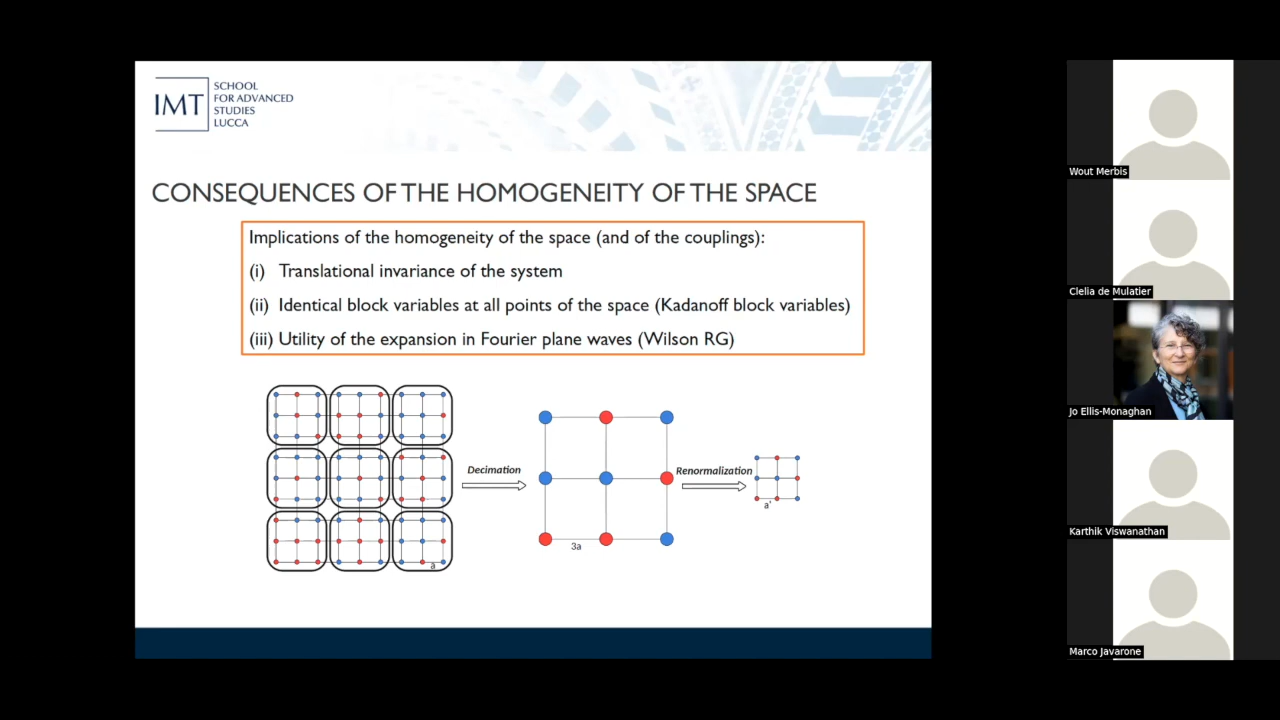 IMT
SCHOOL
FOR ADVANCED
STUDIES
LUCCA
CONSEQUENCES OF THE HOMOGENEITY OF THE SPACE
Implications of the homogeneity of the space (and of the couplings):
(i) Translational invariance of the system
(ii) Identical block variables at all points of the space (Kadanoff block variables)
(iii) Utility of the expansion in Fourier plane waves (Wilson RG)
a
Decimation
3a
Renormalization
a'
Wout Merbis
Clelia de Mulatier
Jo Ellis-Monaghan
Karthik Viswanathan
Marco Javarone